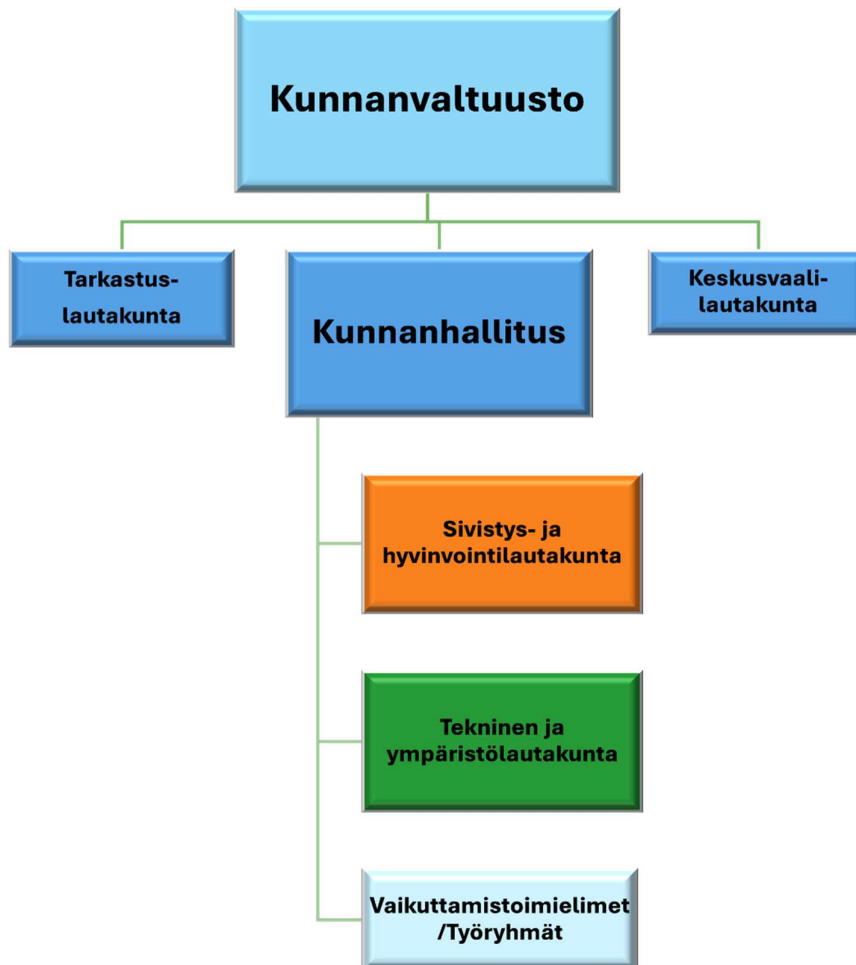 Kunnanvaltuusto
Tarkastus-
lautakunta
Kunnanhallitus
Keskusvaali-
lautakunta
Sivistys- ja
hyvinvointilautakunta
Tekninen ja
ympäristölautakunta
Vaikuttamistoimielimet
/Työryhmät